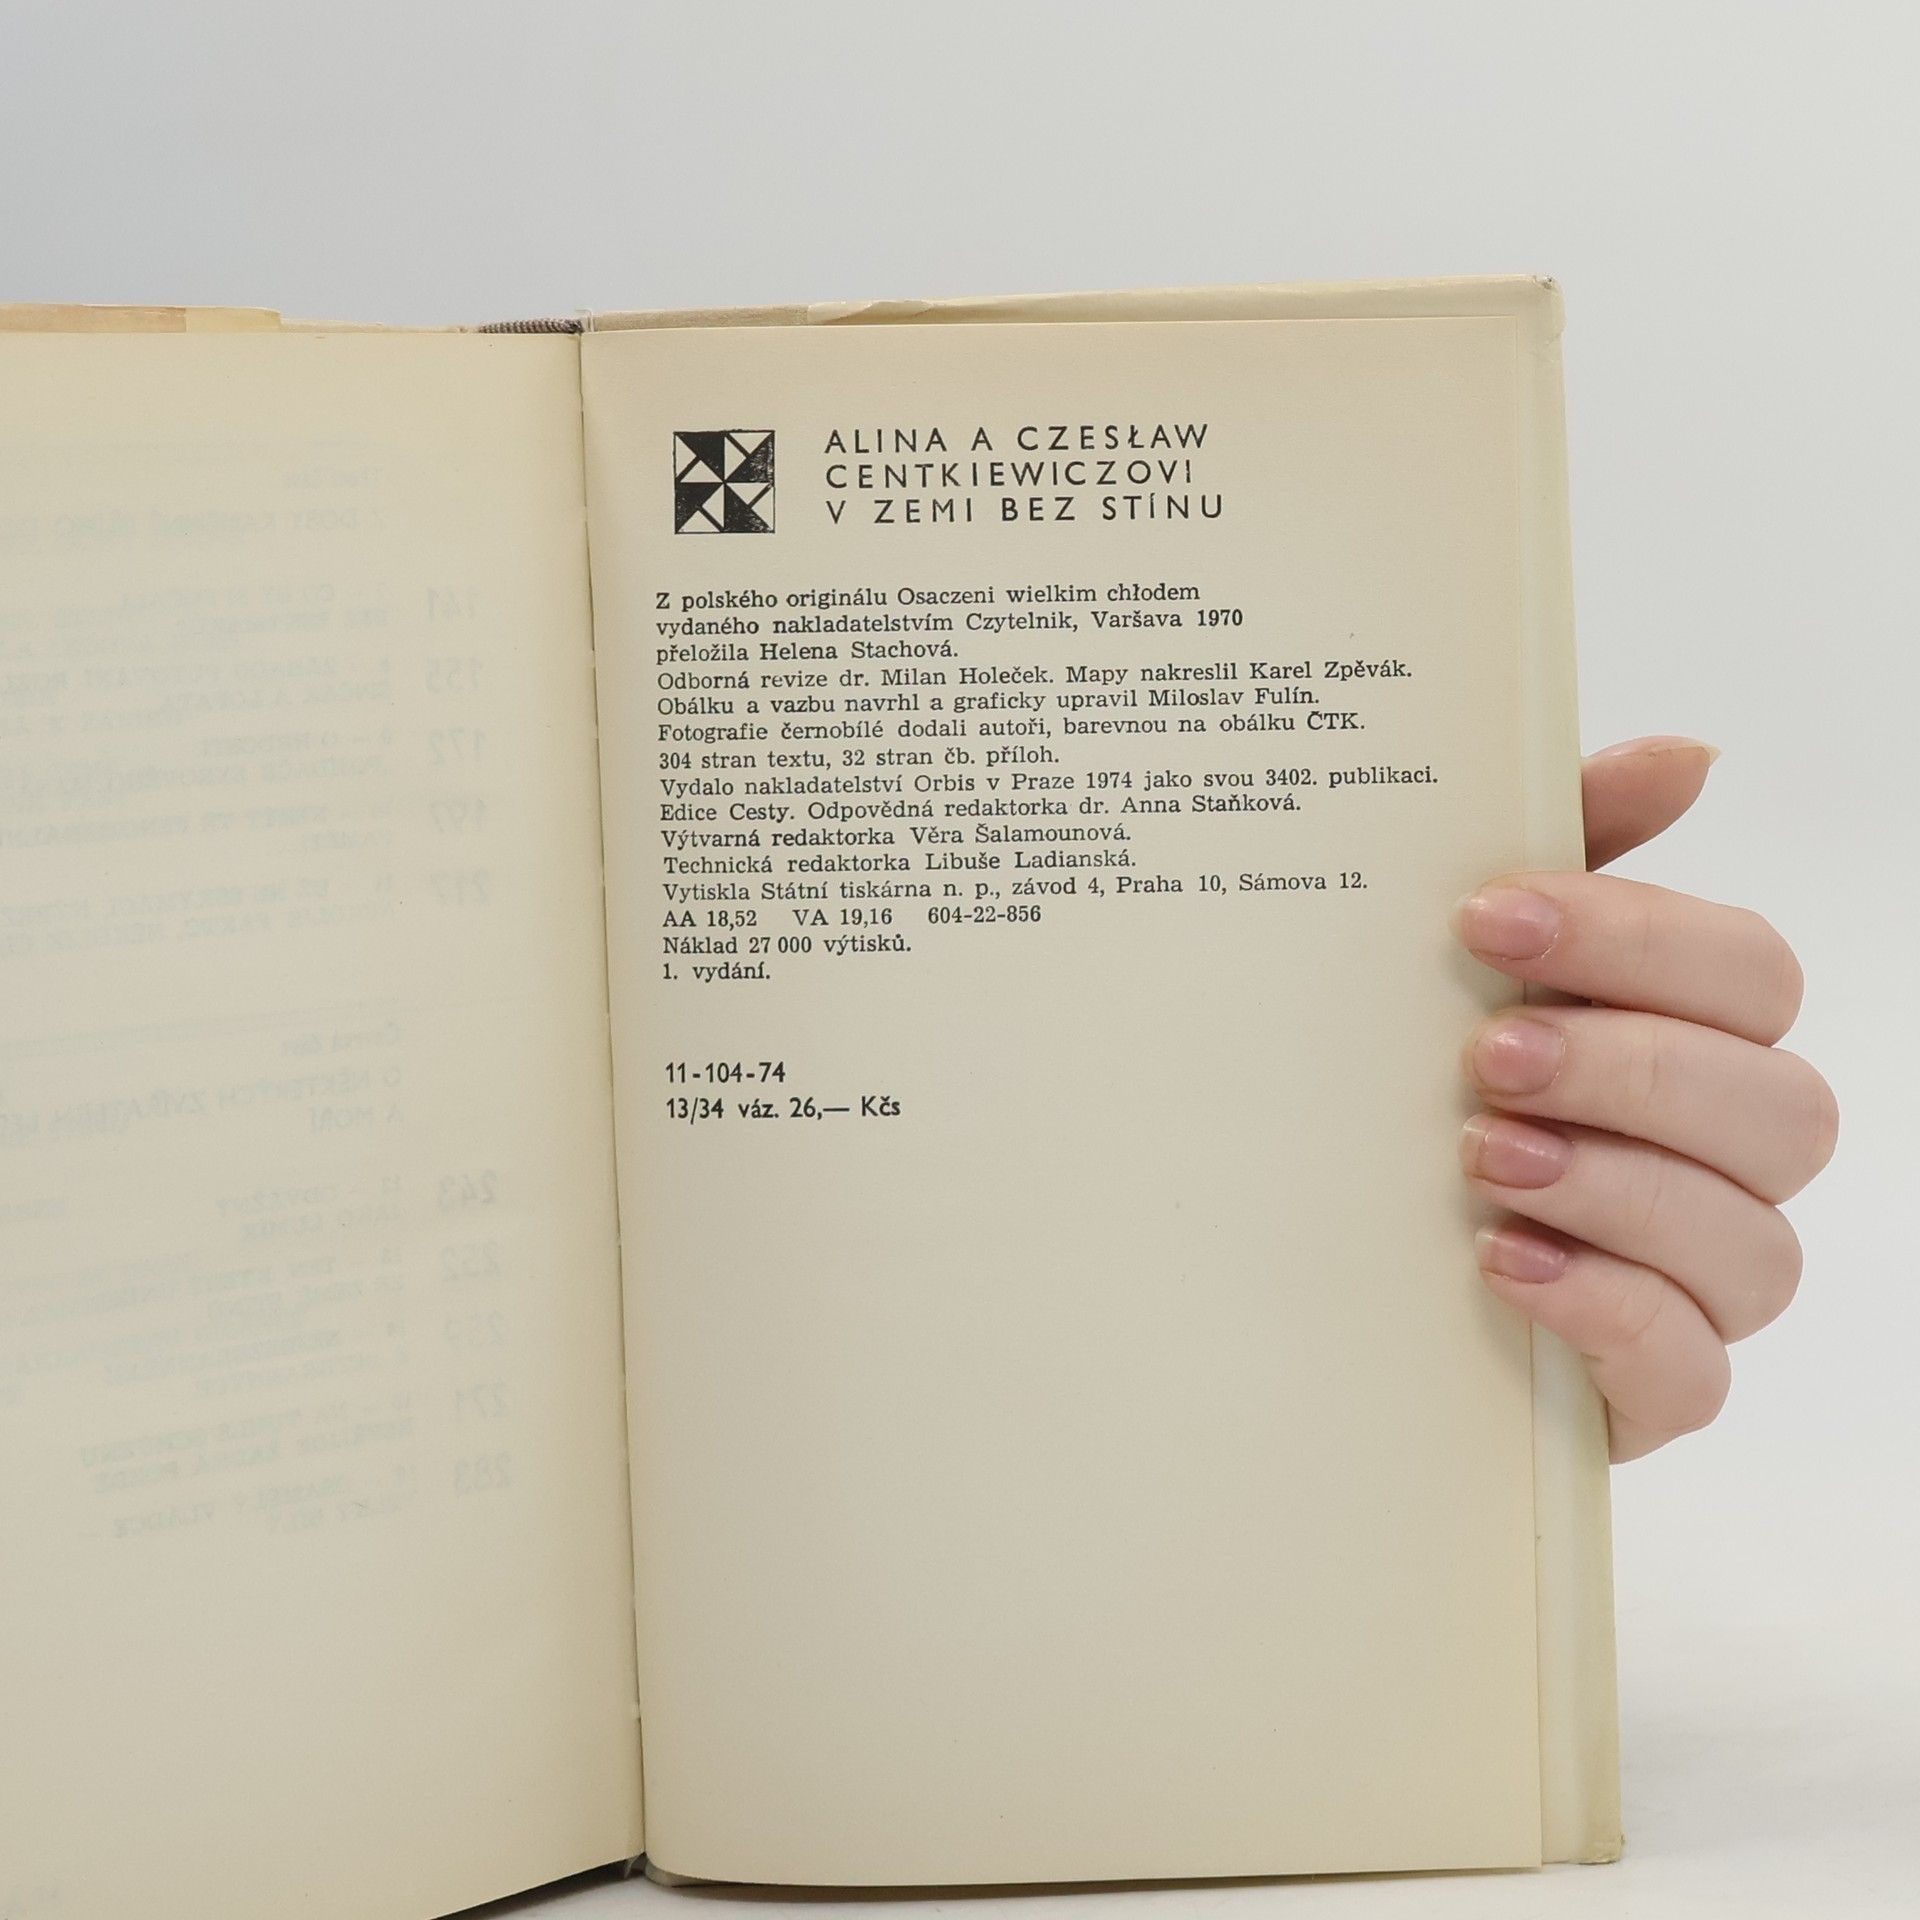 ALINA A CZESŁAW
CENTKIEWICZOVI
V ZEMI BEZ STÍNU
Z polského originálu Osaczeni wielkim chłodem
vydaného nakladatelstvím Czytelnik, Varšava 1970
přeložila Helena Stachová.
Odborná revize dr. Milan Holeček. Mapy nakreslil Karel Zpěvák.
Obálku a vazbu navrhl a graficky upravil Miloslav Fulín.
Fotografie černobílé dodali autoři, barevnou na obálku ČTK.
304 stran textu, 32 stran čb. příloh.
Vydalo nakladatelství Orbis v Praze 1974 jako svou 3402. publikaci.
Edice Cesty. Odpovědná redaktorka dr. Anna Staňková.
Výtvarná redaktorka Věra Šalamounová.
Technická redaktorka Libuše Ladianská.
Vytiskla Státní tiskárna n. p., závod 4, Praha 10, Sámova 12.
AA 18,52 VA 19,16 604-22-856
Náklad 27 000 výtisků.
1. vydání.
11-104-74
13/34 váz. 26,— Kčs